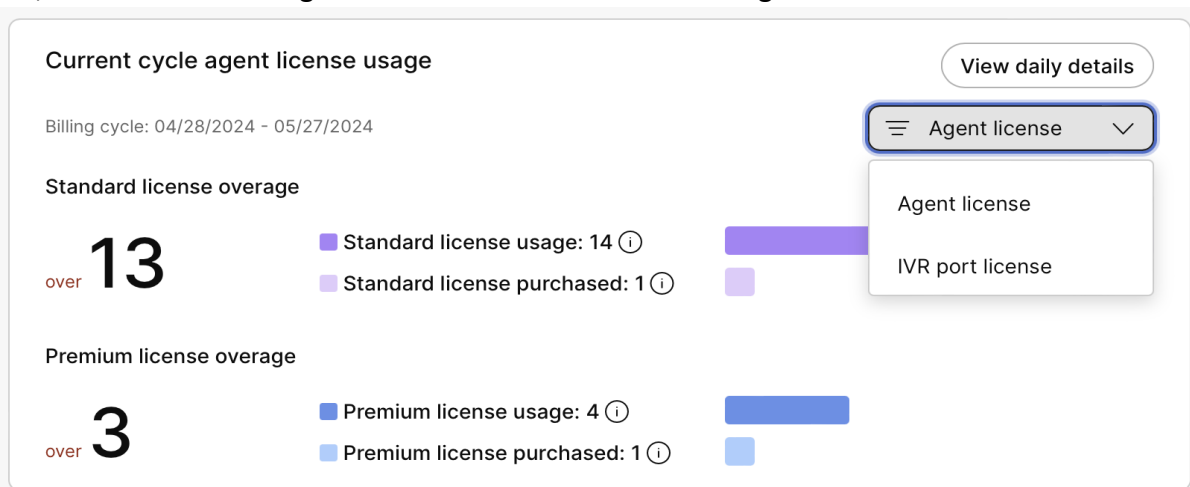 Current cycle agent license usage
View daily details
Billing cycle: 04/28/2024 - 05/27/2024
Agent license
Agent license
IVR port license
Standard license overage
over 13
Standard license usage: 14
Standard license purchased: 1
Premium license overage
over 3
Premium license usage: 4
Premium license purchased: 1